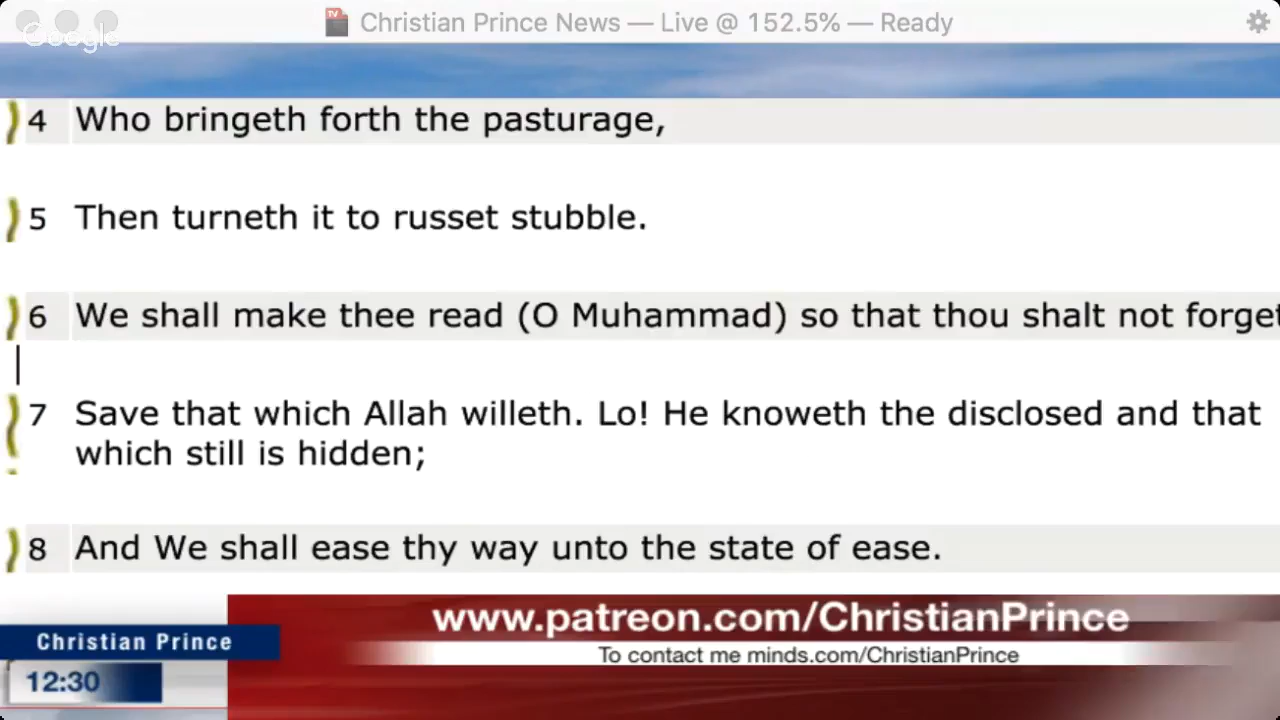 Christian Prince News — Live @ 152.5% — Ready
Google
4 Who bringeth forth the pasturage,
5 Then turneth it to russet stubble.
6 We shall make thee read (O Muhammad) so that thou shalt not forget
7 Save that which Allah willeth. Lo! He knoweth the disclosed and that
which still is hidden;
8 And We shall ease thy way unto the state of ease.
www.patreon.com/ChristianPrince
Christian Prince
To contact me minds.com/ChristianPrince
12:30